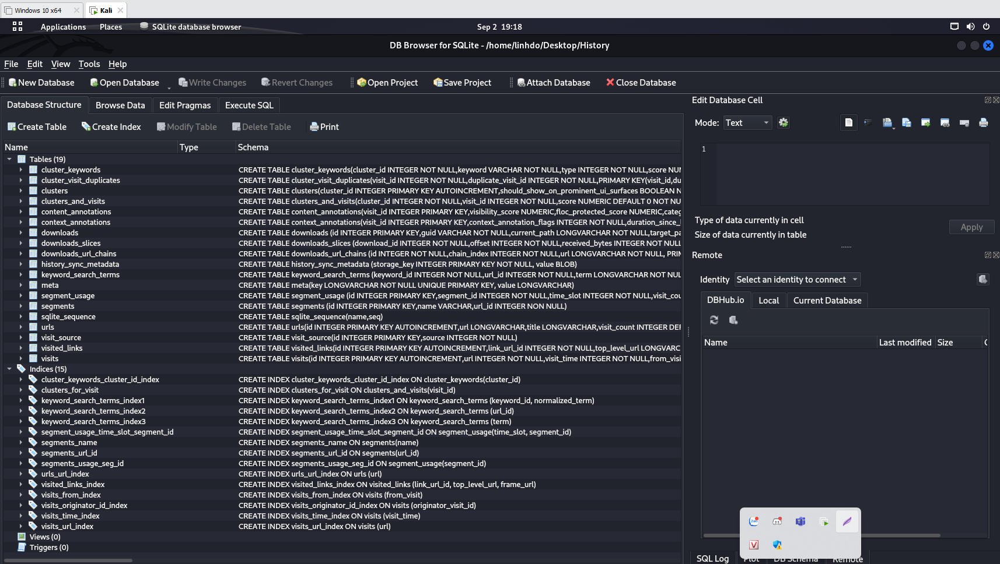 Windows 10 x64
Kali
Applications Places SQLite database browser Sep 2 19:18
DB Browser for SQLite - /home/linhdo/Desktop/History
File Edit View Tools Help
New Database Open Database Write Changes Revert Changes Open Project Save Project Attach Database Close Database
Database Structure Browse Data Edit Pragmas Execute SQL
Create Table Create Index Modify Table Delete Table Print
Name Type Schema
Tables (19)
cluster_keywords CREATE TABLE cluster_keywords(cluster_id INTEGER NOT NULL,keyword VARCHAR NOT NULL,type INTEGER NOT NULL,score NUM
cluster_visit_duplicates CREATE TABLE cluster_visit_duplicates(visit_id INTEGER NOT NULL,duplicate_visit_id INTEGER NOT NULL,PRIMARY KEY(visit_id,du
clusters CREATE TABLE clusters(cluster_id INTEGER PRIMARY KEY AUTOINCREMENT,should_show_on_prominent_ui_surfaces BOOLEAN N
clusters_and_visits CREATE TABLE clusters_and_visits(cluster_id INTEGER NOT NULL,visit_id INTEGER NOT NULL,score NUMERIC DEFAULT 0 NOT NU
content_annotations CREATE TABLE content_annotations(visit_id INTEGER PRIMARY KEY,visibility_score NUMERIC,floc_protected_score NUMERIC,categ
context_annotations CREATE TABLE context_annotations(visit_id INTEGER PRIMARY KEY,context_annotation_flags INTEGER NOT NULL,duration_since_l
downloads CREATE TABLE downloads (id INTEGER PRIMARY KEY,guid VARCHAR NOT NULL,current_path LONGVARCHAR NOT NULL,target_pa
downloads_slices CREATE TABLE downloads_slices (download_id INTEGER NOT NULL,offset INTEGER NOT NULL,received_bytes INTEGER NOT NULL
downloads_url_chains CREATE TABLE downloads_url_chains (id INTEGER NOT NULL,chain_index INTEGER NOT NULL,url LONGVARCHAR NOT NULL, PRIM
history_sync_metadata CREATE TABLE history_sync_metadata (storage_key INTEGER PRIMARY KEY NOT NULL, value BLOB)
keyword_search_terms CREATE TABLE keyword_search_terms (keyword_id INTEGER NOT NULL,url_id INTEGER NOT NULL,term LONGVARCHAR NOT NULL
meta CREATE TABLE meta(key LONGVARCHAR NOT NULL UNIQUE PRIMARY KEY, value LONGVARCHAR)
segment_usage CREATE TABLE segment_usage (id INTEGER PRIMARY KEY,segment_id INTEGER NOT NULL,time_slot INTEGER NOT NULL,visit_cou
segments CREATE TABLE segments (id INTEGER PRIMARY KEY,name VARCHAR,url_id INTEGER NON NULL)
sqlite_sequence CREATE TABLE sqlite_sequence(name,seq)
urls CREATE TABLE urls(id INTEGER PRIMARY KEY AUTOINCREMENT,url LONGVARCHAR,title LONGVARCHAR,visit_count INTEGER DEF
visit_source CREATE TABLE visit_source(id INTEGER PRIMARY KEY,source INTEGER NOT NULL)
visited_links CREATE TABLE visited_links(id INTEGER PRIMARY KEY AUTOINCREMENT,link_url_id INTEGER NOT NULL,top_level_url LONGVARC
visits CREATE TABLE visits(id INTEGER PRIMARY KEY AUTOINCREMENT,url INTEGER NOT NULL,visit_time INTEGER NOT NULL,from_visi
Indices (15)
cluster_keywords_cluster_id_index CREATE INDEX cluster_keywords_cluster_id_index ON cluster_keywords(cluster_id)
clusters_for_visit CREATE INDEX clusters_for_visit ON clusters_and_visits(visit_id)
keyword_search_terms_index1 CREATE INDEX keyword_search_terms_index1 ON keyword_search_terms (keyword_id, normalized_term)
keyword_search_terms_index2 CREATE INDEX keyword_search_terms_index2 ON keyword_search_terms (url_id)
keyword_search_terms_index3 CREATE INDEX keyword_search_terms_index3 ON keyword_search_terms (term)
segment_usage_time_slot_segment_id CREATE INDEX segment_usage_time_slot_segment_id ON segment_usage(time_slot, segment_id)
segments_name CREATE INDEX segments_name ON segments(name)
segments_url_id CREATE INDEX segments_url_id ON segments(url_id)
segments_usage_seg_id CREATE INDEX segments_usage_seg_id ON segment_usage(segment_id)
urls_url_index CREATE INDEX urls_url_index ON urls (url)
visited_links_index CREATE INDEX visited_links_index ON visited_links (link_url_id, top_level_url, frame_url)
visits_from_index CREATE INDEX visits_from_index ON visits (from_visit)
visits_originator_id_index CREATE INDEX visits_originator_id_index ON visits (originator_visit_id)
visits_time_index CREATE INDEX visits_time_index ON visits (visit_time)
visits_url_index CREATE INDEX visits_url_index ON visits (url)
Views (0)
Triggers (0)
Edit Database Cell
Mode: Text
1
Type of data currently in cell
Size of data currently in table
Apply
Remote
Identity Select an identity to connect
DBHub.io Local Current Database
Name Last modified Size
SQL Log Plot DB Schema Remote